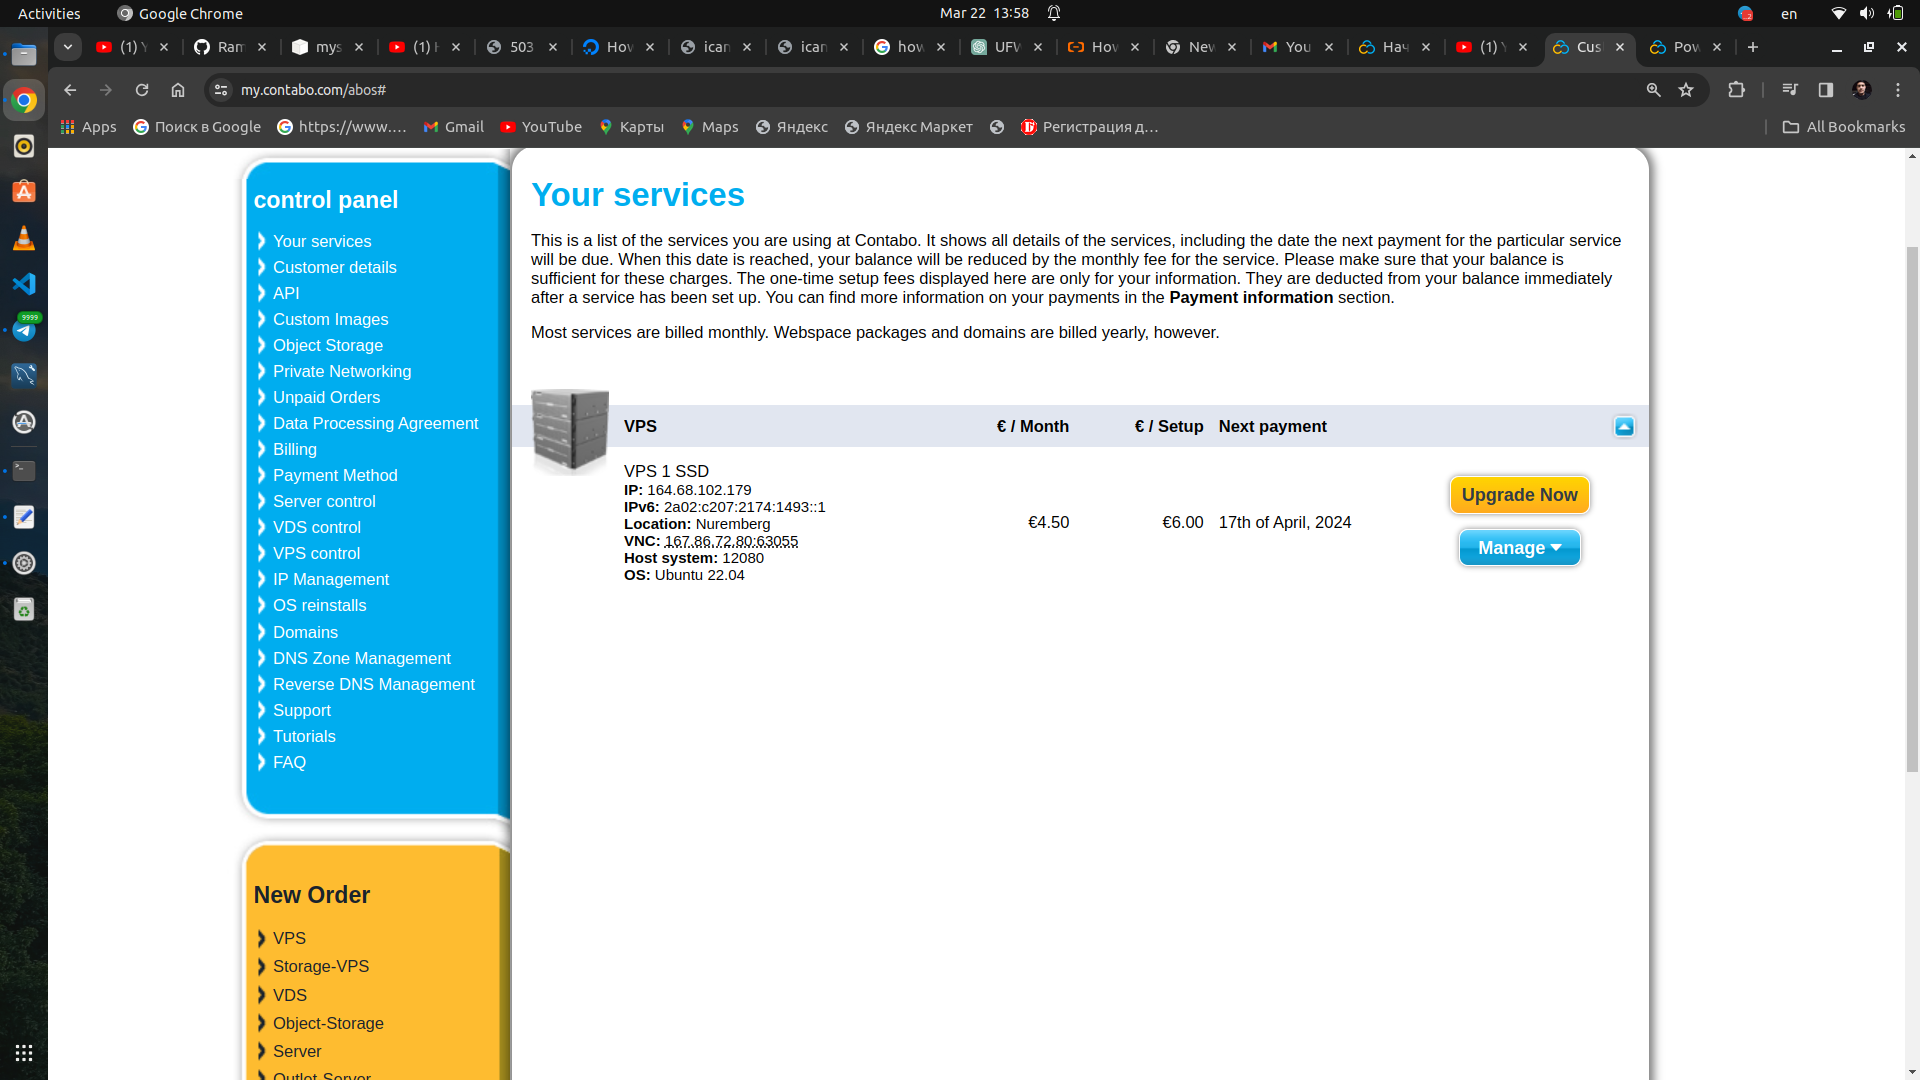 Activities
Google Chrome
Mar 22 13:58
en
(1) Y
Ram
mys
(1) H
503
How
ican
ican
how
UFW
How
New
You
Нач
(1) Y
Cus
Pow
my.contabo.com/abos#
Apps
Поиск в Google
https://www....
Gmail
YouTube
Карты
Maps
Яндекс
Яндекс Маркет
Регистрация д...
All Bookmarks
9999
control panel
Your services
Customer details
API
Custom Images
Object Storage
Private Networking
Unpaid Orders
Data Processing Agreement
Billing
Payment Method
Server control
VDS control
VPS control
IP Management
OS reinstalls
Domains
DNS Zone Management
Reverse DNS Management
Support
Tutorials
FAQ
New Order
VPS
Storage-VPS
VDS
Object-Storage
Server
Outlet-Server
Your services
This is a list of the services you are using at Contabo. It shows all details of the services, including the date the next payment for the particular service
will be due. When this date is reached, your balance will be reduced by the monthly fee for the service. Please make sure that your balance is
sufficient for these charges. The one-time setup fees displayed here are only for your information. They are deducted from your balance immediately
after a service has been set up. You can find more information on your payments in the Payment information section.
Most services are billed monthly. Webspace packages and domains are billed yearly, however.
VPS € / Month € / Setup Next payment
VPS 1 SSD
IP: 164.68.102.179
IPv6: 2a02:c207:2174:1493::1
Location: Nuremberg
VNC: 167.86.72.80:63055
Host system: 12080
OS: Ubuntu 22.04
€4.50 €6.00 17th of April, 2024
Upgrade Now
Manage